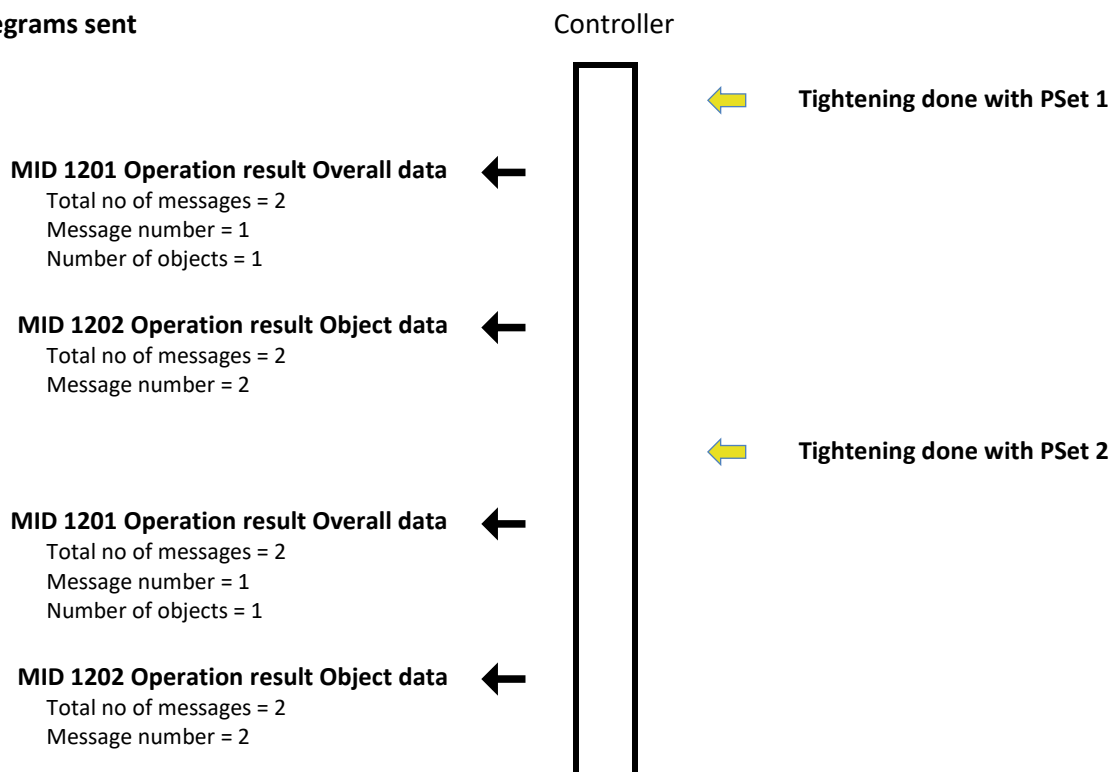 egrams sent
Controller
Tightening done with PSet 1
MID 1201 Operation result Overall data
Total no of messages = 2
Message number = 1
Number of objects = 1
MID 1202 Operation result Object data
Total no of messages = 2
Message number = 2
Tightening done with PSet 2
MID 1201 Operation result Overall data
Total no of messages = 2
Message number = 1
Number of objects = 1
MID 1202 Operation result Object data
Total no of messages = 2
Message number = 2